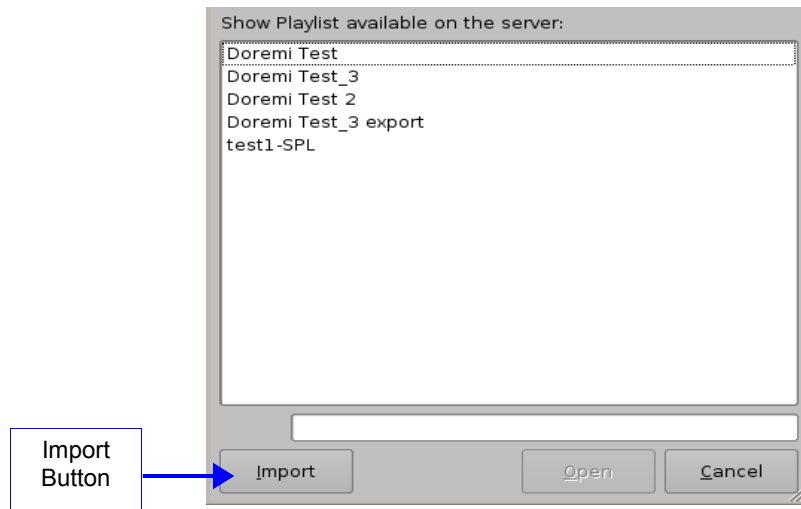 Show Playlist available on the server:
Doremi Test
Doremi Test_3
Doremi Test 2
Doremi Test_3 export
test1-SPL
Import
Button
Import
Open
Cancel